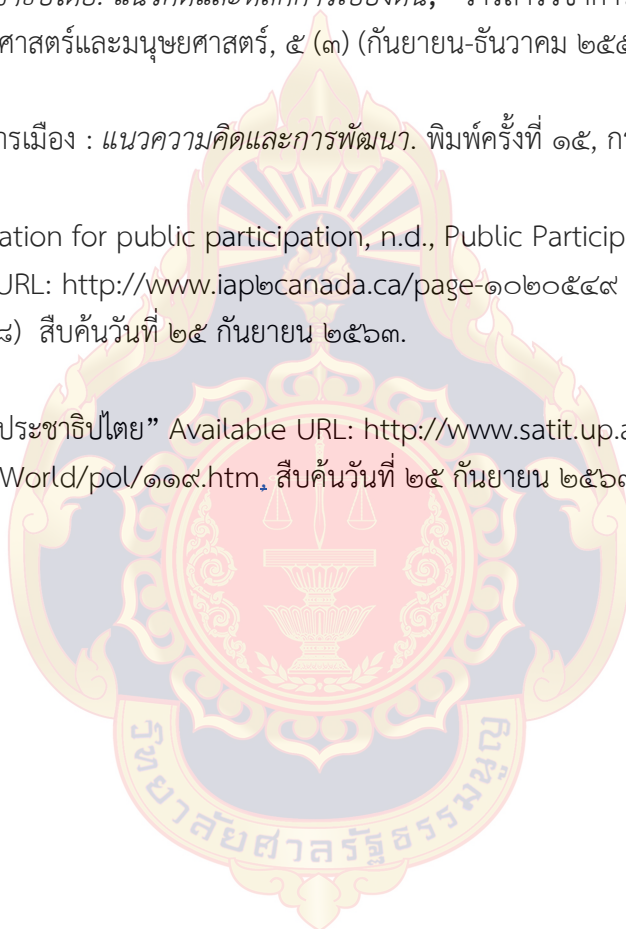 ศาสตร์และมนุษยศาสตร์, ๕ (๓) (กันยายน-ธันวาคม ๒๕๕
ารเมือง : แนวความคิดและการพัฒนา. พิมพ์ครั้งที่ ๑๕, กร
ation for public participation, n.d., Public Particip
URL: http://www.iap๒canada.ca/page-๑๐๒๐๕๔๙
๘) สืบค้นวันที่ ๒๕ กันยายน ๒๕๖๓.
ประชาธิปไตย” Available URL: http://www.satit.up.a
World/pol/๑๑๙.htm. สืบค้นวันที่ ๒๕ กันยายน ๒๕๖๓
วิทยาลัยศาลรัฐธรรมนูญ